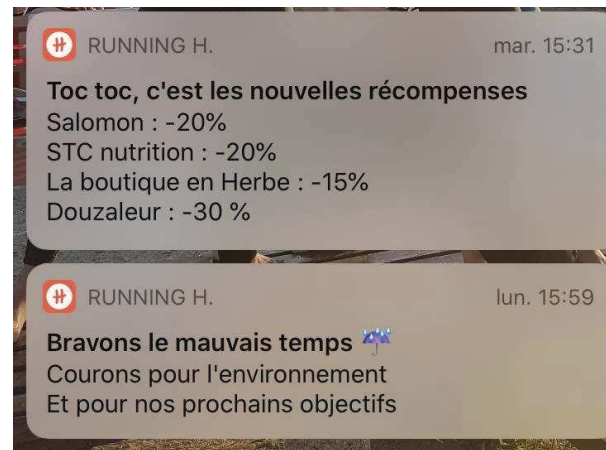 RUNNING H.
mar. 15:31
Toc toc, c'est les nouvelles récompenses
Salomon : -20%
STC nutrition : -20%
La boutique en Herbe : -15%
Douzaleur : -30 %
RUNNING H.
lun. 15:59
Bravons le mauvais temps ☔
Courons pour l'environnement
Et pour nos prochains objectifs